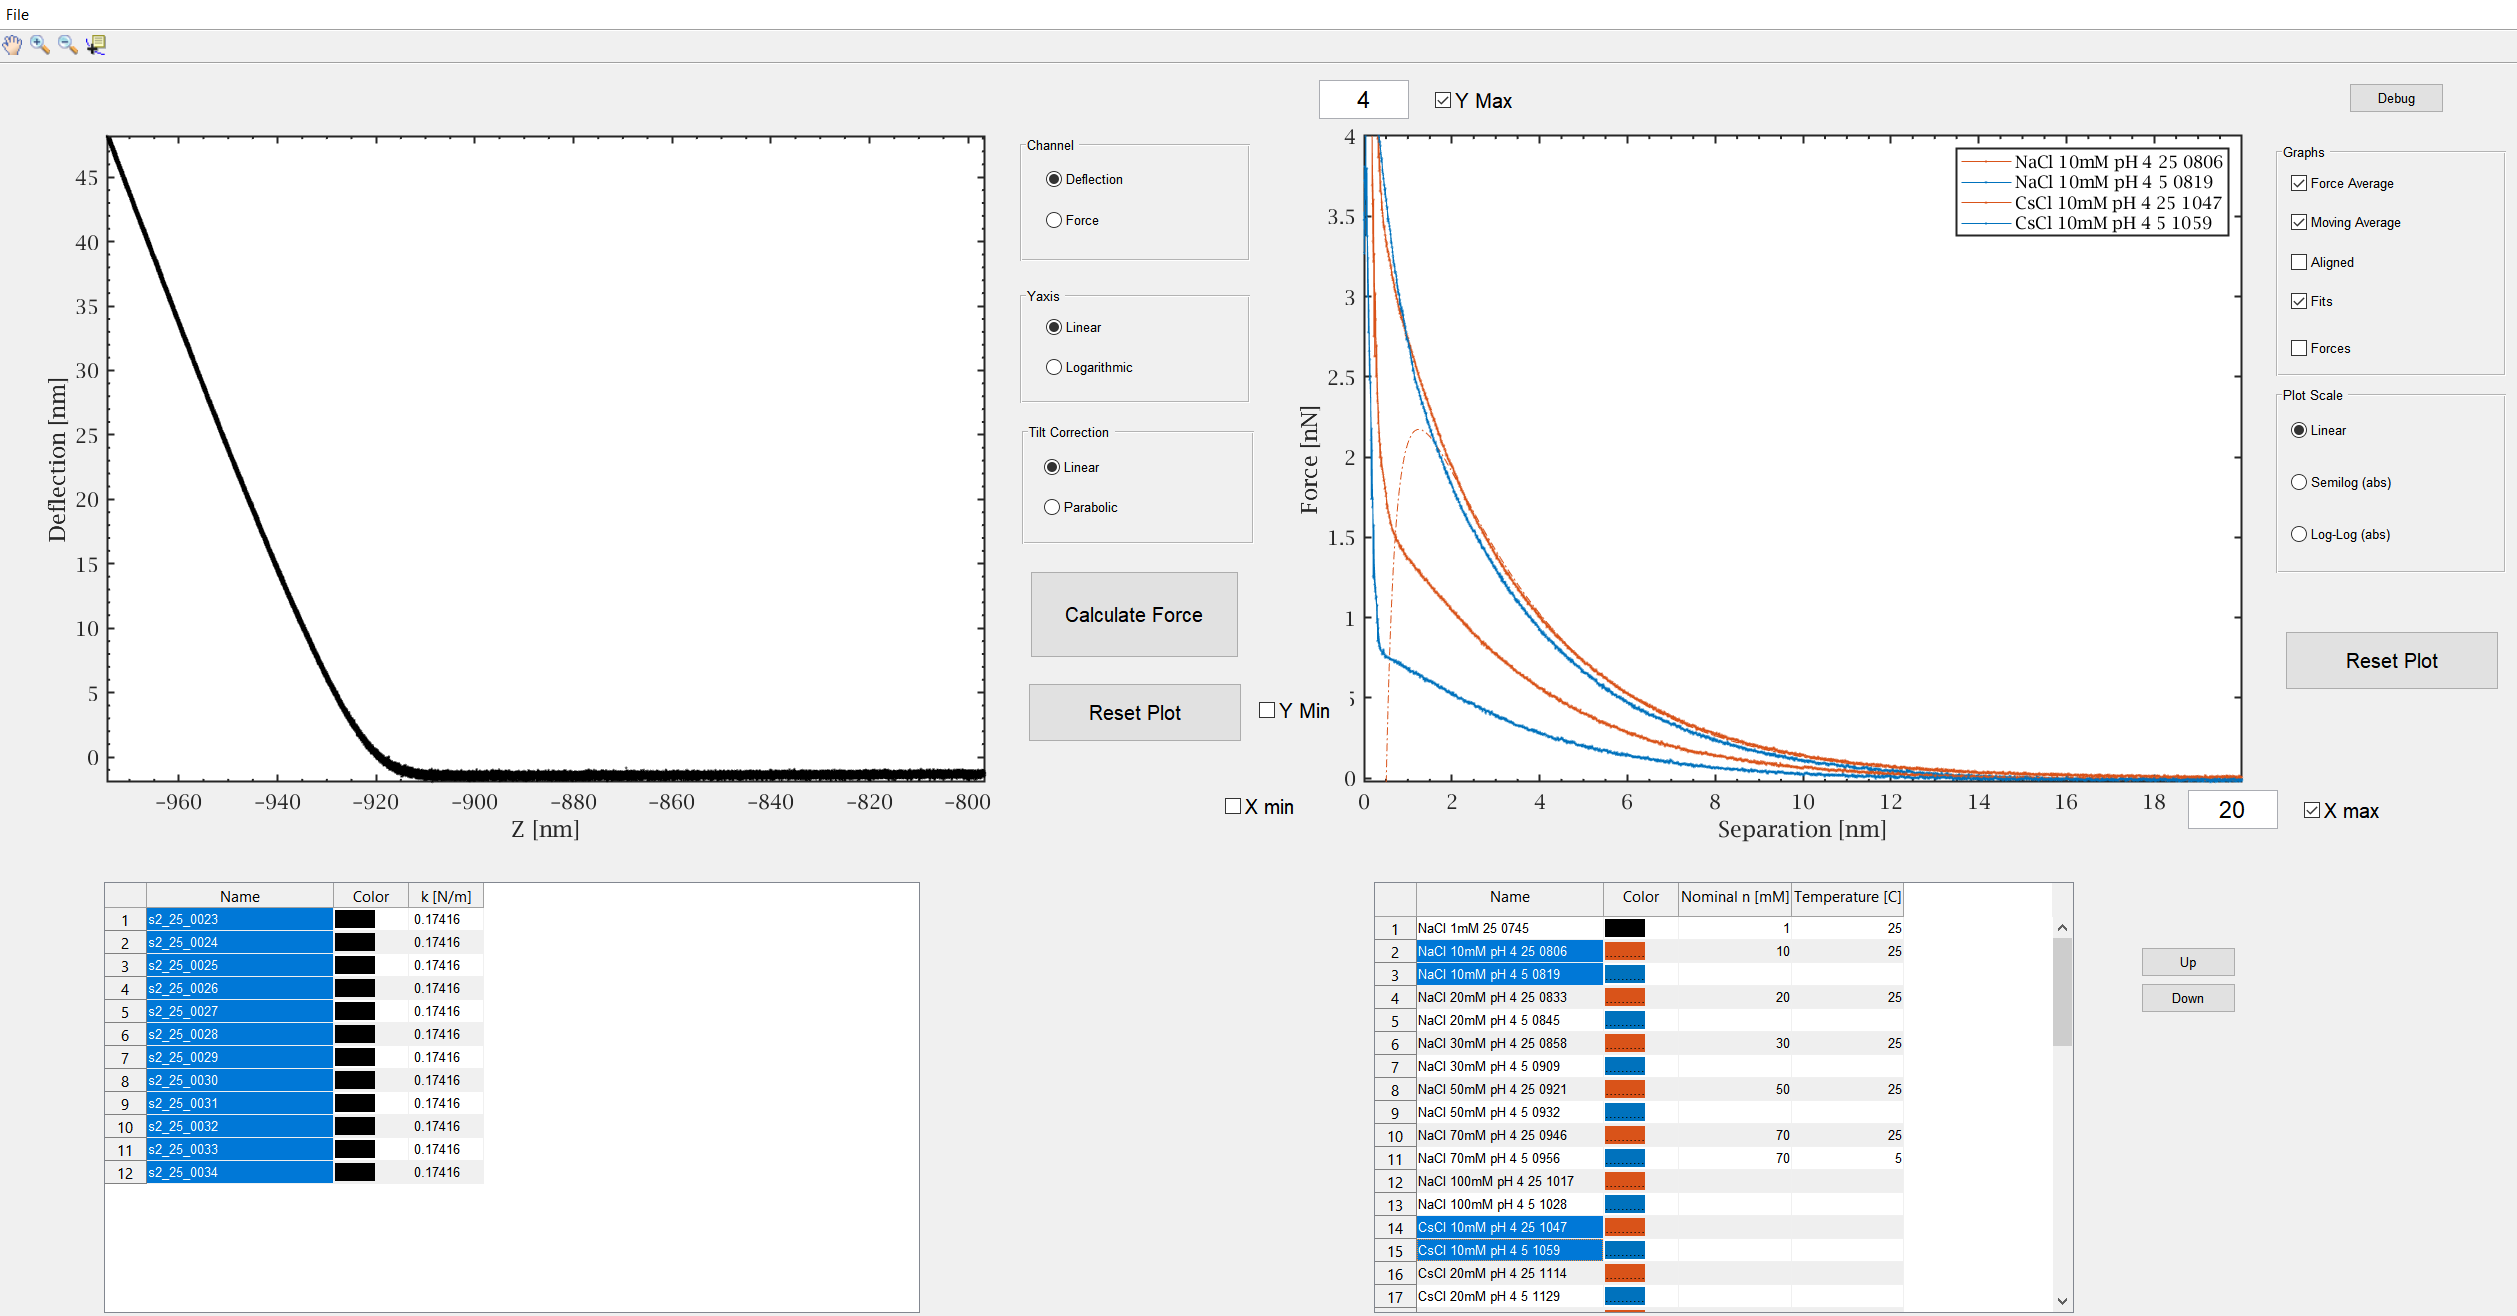 File
4
Y Max
Debug
45
40
35
30
25
20
15
10
5
0
Deflection [nm]
-960 -940 -920 -900 -880 -860 -840 -820 -800
Z [nm]
Channel
Deflection
Force
Yaxis
Linear
Logarithmic
Tilt Correction
Linear
Parabolic
Calculate Force
Reset Plot
Y Min
X min
4
3.5
3
2.5
2
1.5
1
5
0
Force [nN]
NaCl 10mM pH 4 25 0806
NaCl 10mM pH 4 5 0819
CsCl 10mM pH 4 25 1047
CsCl 10mM pH 4 5 1059
0 2 4 6 8 10 12 14 16 18
Separation [nm]
20
X max
Graphs
Force Average
Moving Average
Aligned
Fits
Forces
Plot Scale
Linear
Semilog (abs)
Log-Log (abs)
Reset Plot
Name Color k [N/m]
1 s2_25_0023 0.17416
2 s2_25_0024 0.17416
3 s2_25_0025 0.17416
4 s2_25_0026 0.17416
5 s2_25_0027 0.17416
6 s2_25_0028 0.17416
7 s2_25_0029 0.17416
8 s2_25_0030 0.17416
9 s2_25_0031 0.17416
10 s2_25_0032 0.17416
11 s2_25_0033 0.17416
12 s2_25_0034 0.17416
Name Color Nominal n [mM] Temperature [C]
1 NaCl 1mM 25 0745 1 25
2 NaCl 10mM pH 4 25 0806 10 25
3 NaCl 10mM pH 4 5 0819
4 NaCl 20mM pH 4 25 0833 20 25
5 NaCl 20mM pH 4 5 0845
6 NaCl 30mM pH 4 25 0858 30 25
7 NaCl 30mM pH 4 5 0909
8 NaCl 50mM pH 4 25 0921 50 25
9 NaCl 50mM pH 4 5 0932
10 NaCl 70mM pH 4 25 0946 70 25
11 NaCl 70mM pH 4 5 0956 70 5
12 NaCl 100mM pH 4 25 1017
13 NaCl 100mM pH 4 5 1028
14 CsCl 10mM pH 4 25 1047
15 CsCl 10mM pH 4 5 1059
16 CsCl 20mM pH 4 25 1114
17 CsCl 20mM pH 4 5 1129
Up
Down